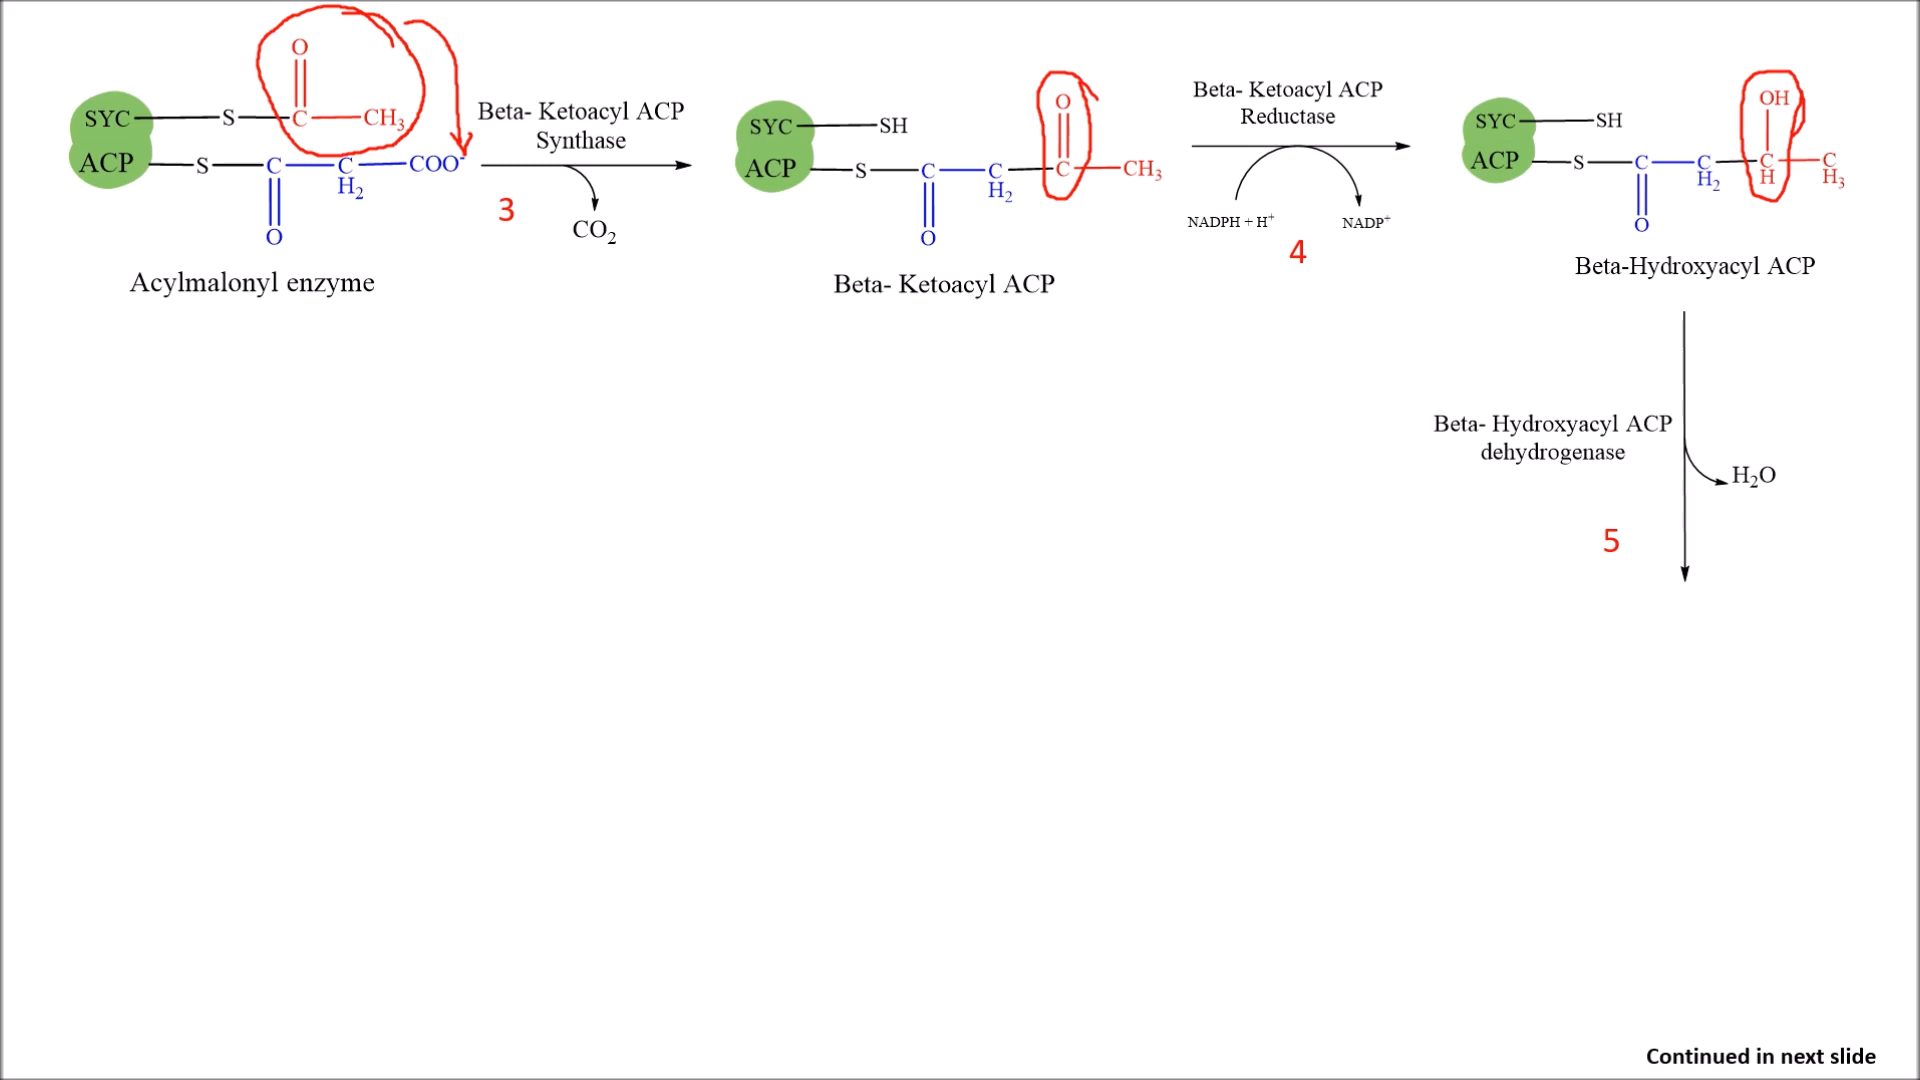 O
SYC S C CH3
ACP S C C COO-
H2
O
Acylmalonyl enzyme
Beta- Ketoacyl ACP
Synthase
3
CO2
O
SYC SH
ACP S C C C CH3
H2
O
Beta- Ketoacyl ACP
Beta- Ketoacyl ACP
Reductase
NADPH + H+
NADP+
4
OH
SYC SH
ACP S C C C C
H2 H H3
O
Beta-Hydroxyacyl ACP
Beta- Hydroxyacyl ACP
dehydrogenase
H2O
5
Continued in next slide